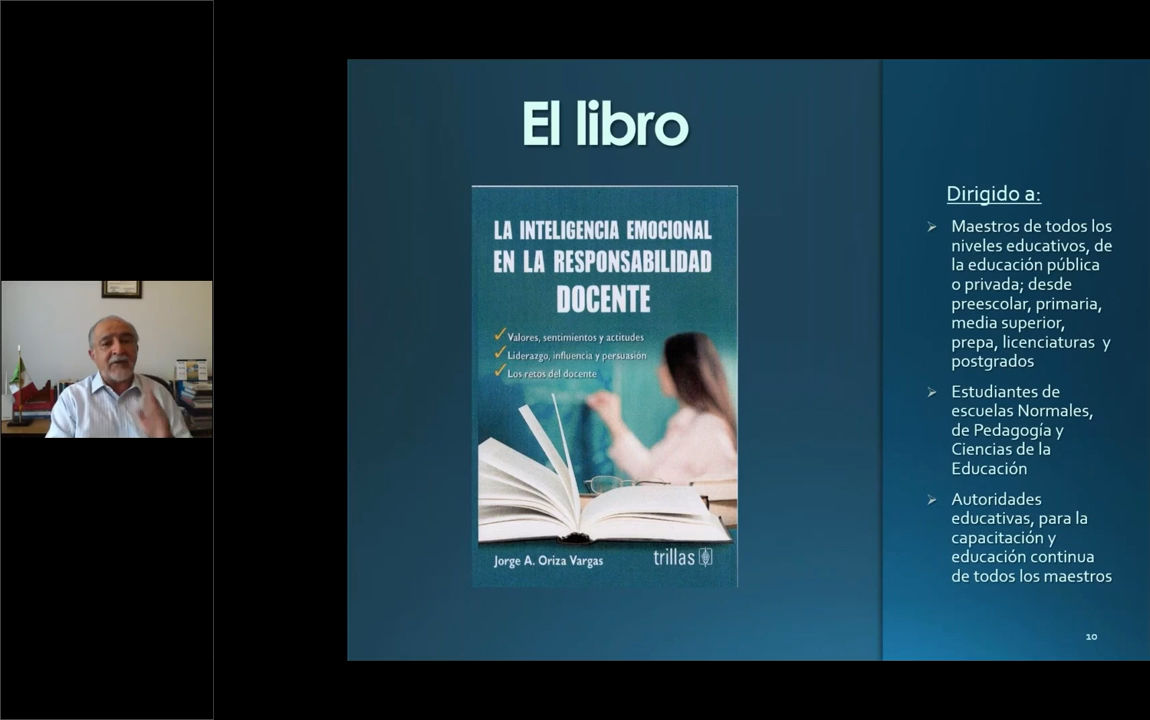 El libro
LA INTELIGENCIA EMOCIONAL
EN LA RESPONSABILIDAD
DOCENTE
Valores, sentimientos y actitudes
Liderazgo, influencia y persuasión
Los retos del docente
Jorge A. Oriza Vargas
trillas
Dirigido a:
Maestros de todos los
niveles educativos, de
la educación pública
o privada; desde
preescolar, primaria,
media superior,
prepa, licenciaturas y
postgrados
Estudiantes de
escuelas Normales,
de Pedagogía y
Ciencias de la
Educación
Autoridades
educativas, para la
capacitación y
educación continua
de todos los maestros
10